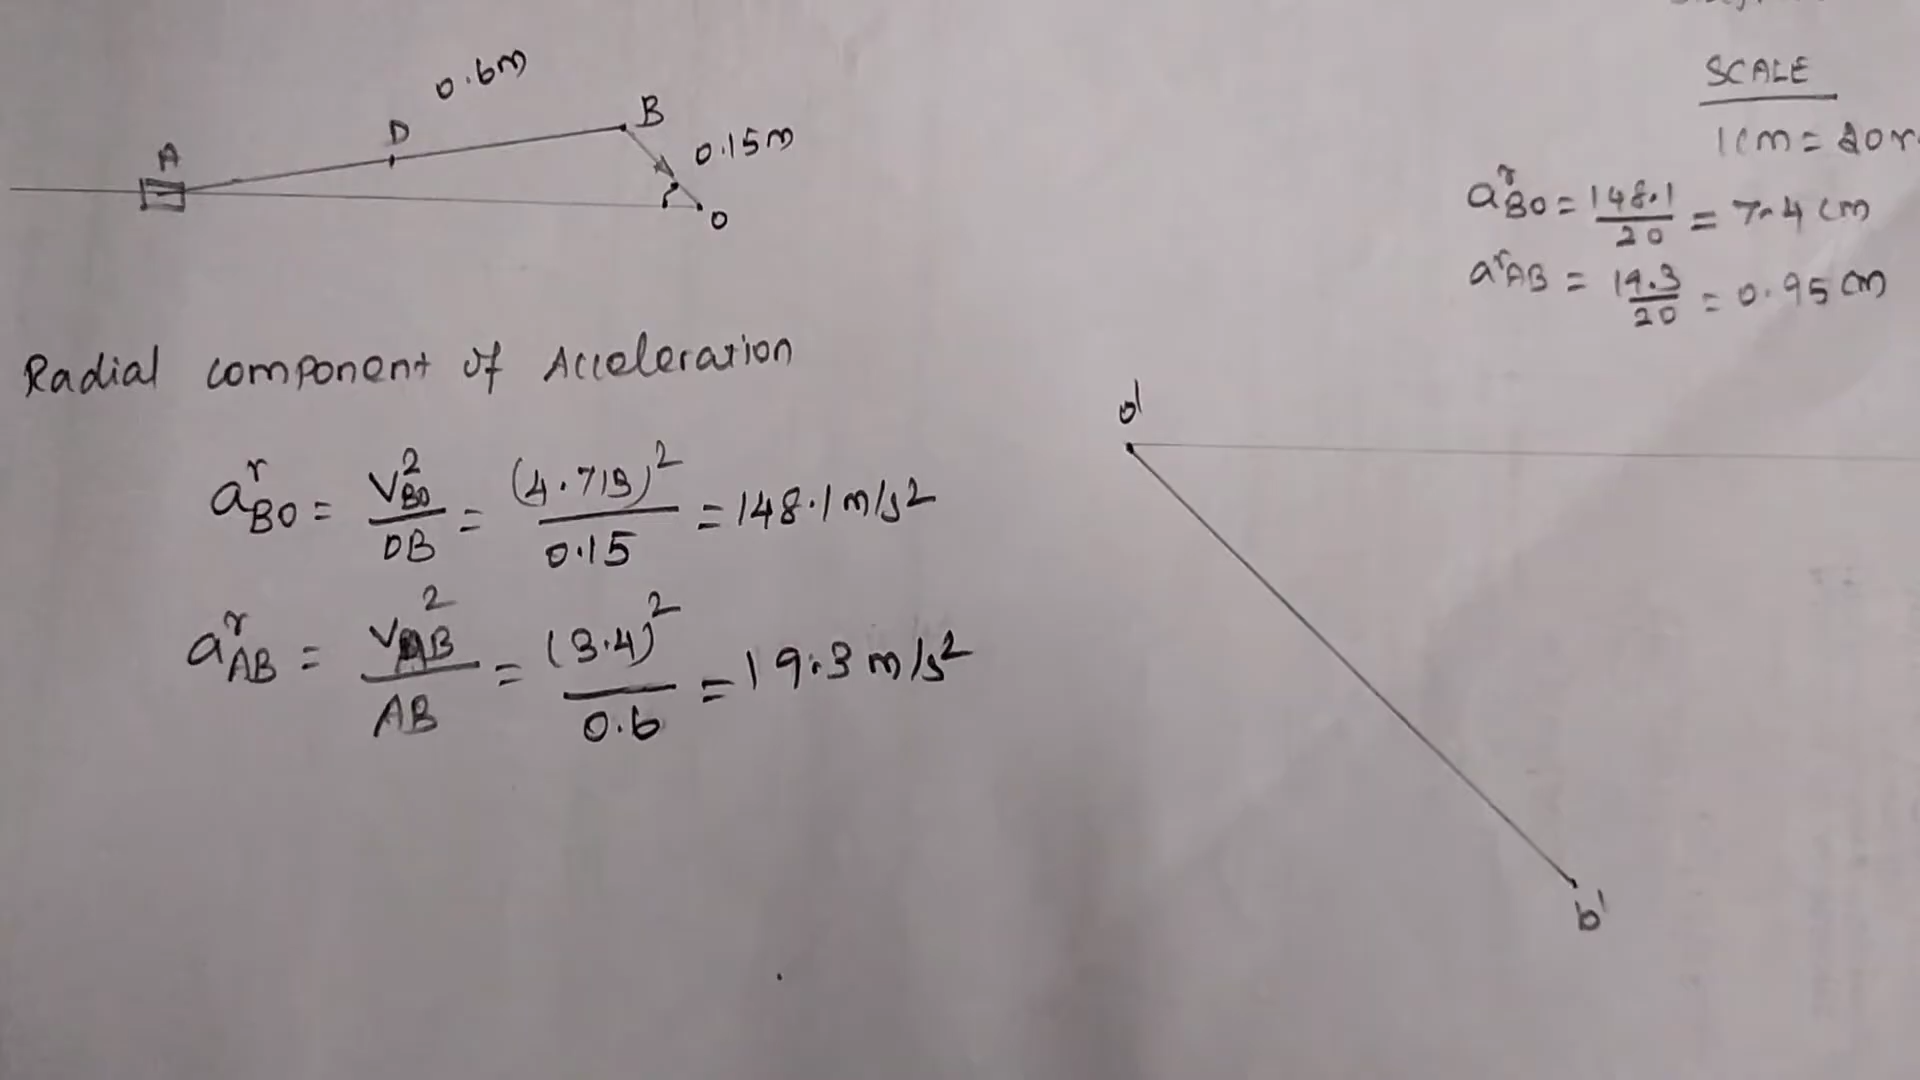 0.6m
B
D
0.15m
A
O
SCALE
1cm = 20
a^r_BO = 148.1/20 = 7.4 cm
a^r_AB = 19.3/20 = 0.95 cm
Radial component of Acceleration
a^r_BO = V²_BO/OB = (4.713)²/0.15 = 148.1 m/s²
a^r_AB = V_AB²/AB = (3.4)²/0.6 = 19.3 m/s²
o'
b'